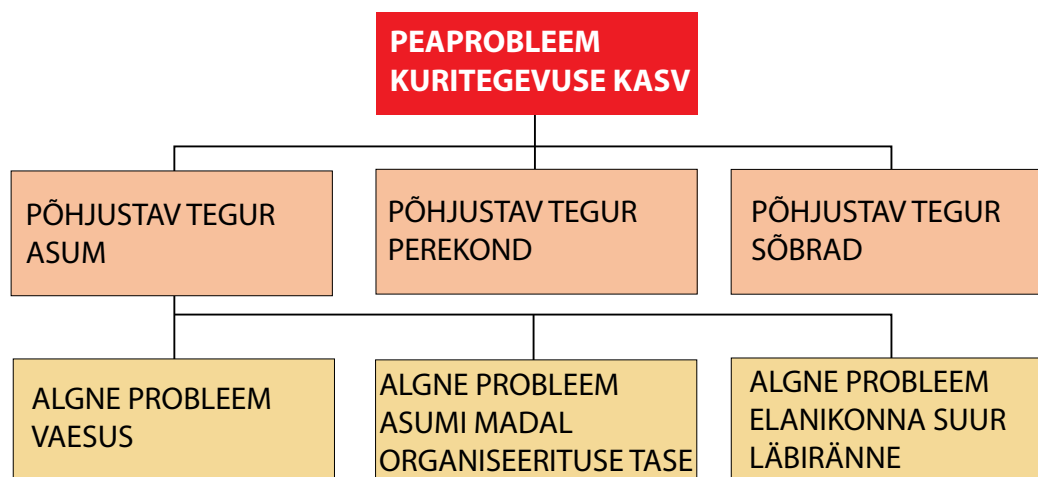 PEAPROBLEEM
KURITEGEVUSE KASV
PÕHJUSTAV TEGUR
ASUM
PÕHJUSTAV TEGUR
PEREKOND
PÕHJUSTAV TEGUR
SÕBRAD
ALGNE PROBLEEM
VAESUS
ALGNE PROBLEEM
ASUMI MADAL
ORGANISEERITUSE TASE
ALGNE PROBLEEM
ELANIKONNA SUUR
LÄBIRÄNNE